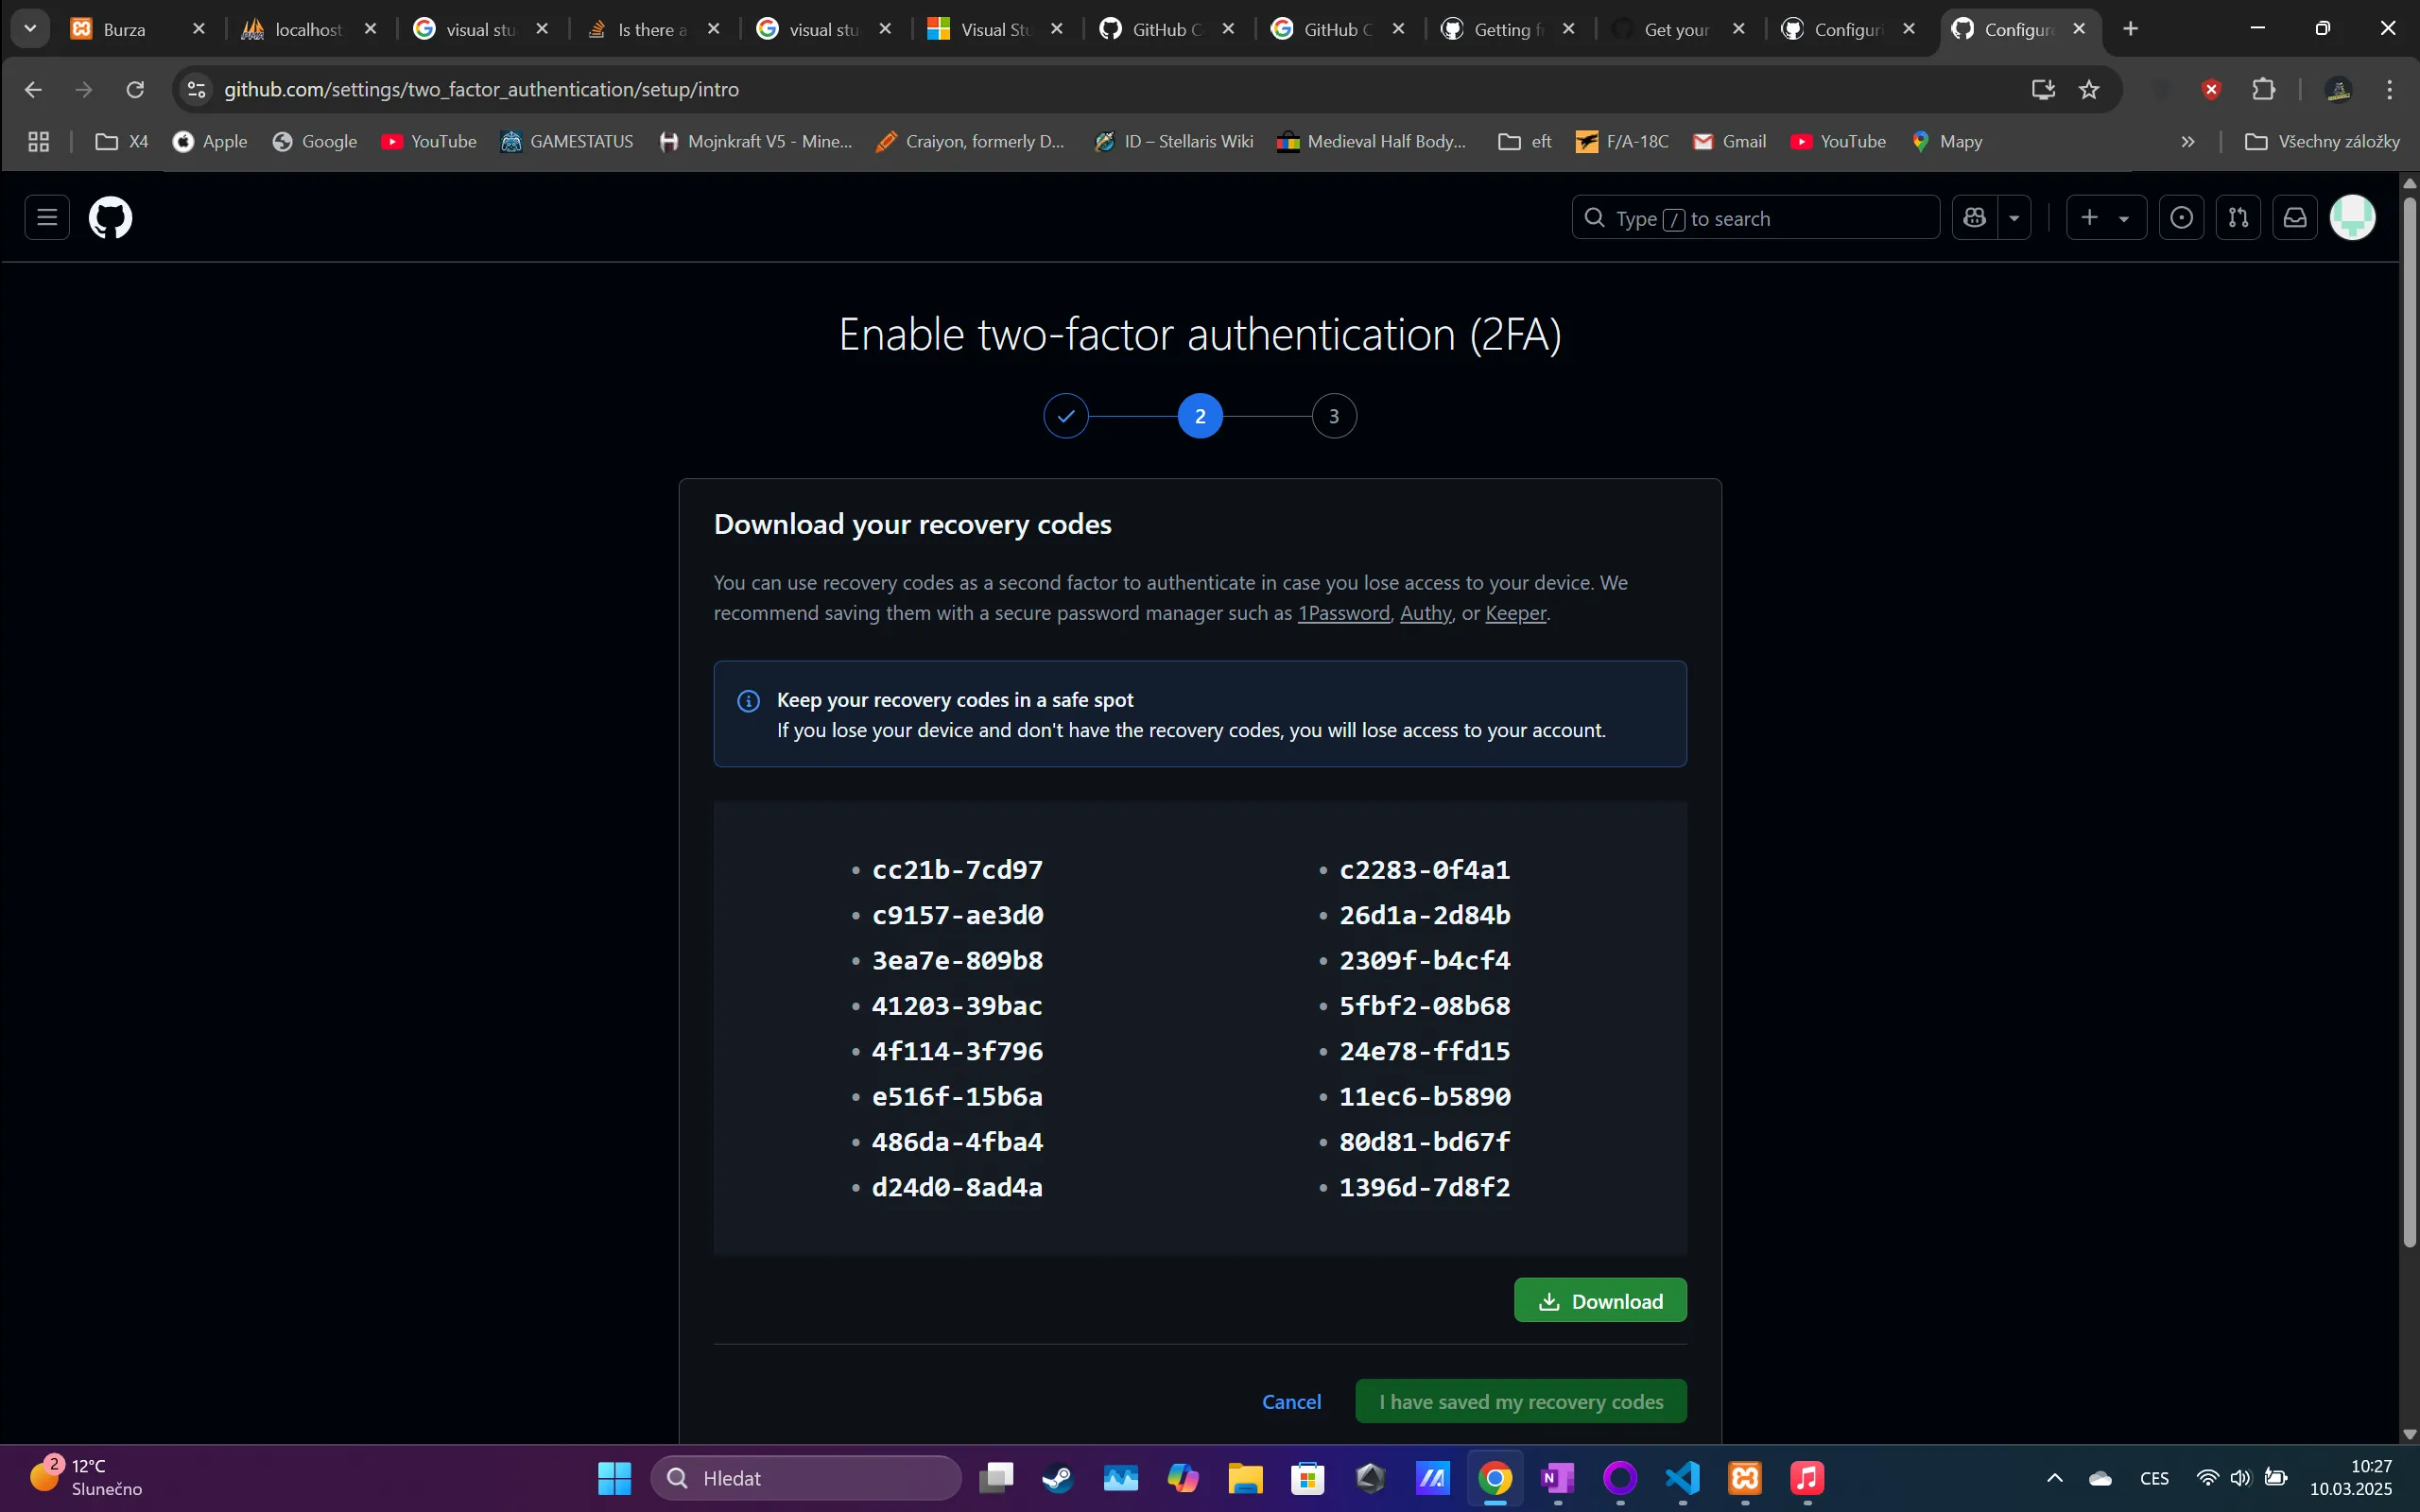 Burza
localhost
visual stu
Is there a
visual stu
Visual Stu
GitHub C
GitHub C
Getting f
Get your
Configuri
Configure
github.com/settings/two_factor_authentication/setup/intro
X4
Apple
Google
YouTube
GAMESTATUS
Mojnkraft V5 - Mine...
Craiyon, formerly D...
ID – Stellaris Wiki
Medieval Half Body...
eft
F/A-18C
Gmail
YouTube
Mapy
Všechny záložky
Type / to search
Enable two-factor authentication (2FA)
2
3
Download your recovery codes
You can use recovery codes as a second factor to authenticate in case you lose access to your device. We
recommend saving them with a secure password manager such as 1Password, Authy, or Keeper.
Keep your recovery codes in a safe spot
If you lose your device and don't have the recovery codes, you will lose access to your account.
cc21b-7cd97
c2283-0f4a1
c9157-ae3d0
26d1a-2d84b
3ea7e-809b8
2309f-b4cf4
41203-39bac
5fbf2-08b68
4f114-3f796
24e78-ffd15
e516f-15b6a
11ec6-b5890
486da-4fba4
80d81-bd67f
d24d0-8ad4a
1396d-7d8f2
Download
Cancel
I have saved my recovery codes
2
12°C
Slunečno
Hledat
CES
10:27
10.03.2025